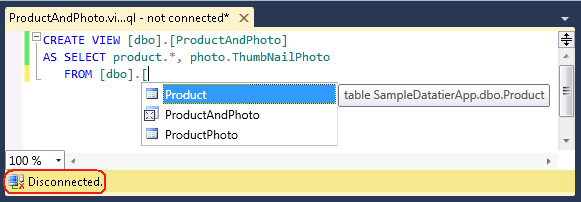 ProductAndPhoto.vi...ql - not connected*
CREATE VIEW [dbo].[ProductAndPhoto]
AS SELECT product.*, photo.ThumbNailPhoto
FROM [dbo].[
Product
table SampleDatatierApp.dbo.Product
ProductAndPhoto
ProductPhoto
100 %
Disconnected.